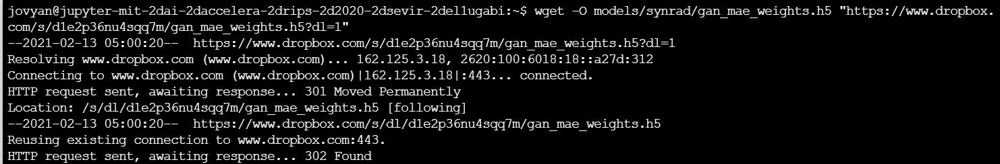 jovyan@jupyter-mit-2dai-2daccelera-2drips-2d2020-2dsevir-2del1ugabi:~$ wget -O models/synrad/gan_mae_weights.h5 "https://www.dropbox.
com/s/d1e2p36nu4sqq7m/gan_mae_weights.h5?dl=1"
--2021-02-13 05:00:20--  https://www.dropbox.com/s/d1e2p36nu4sqq7m/gan_mae_weights.h5?dl=1
Resolving www.dropbox.com (www.dropbox.com)... 162.125.3.18, 2620:100:6018:18::a27d:312
Connecting to www.dropbox.com (www.dropbox.com)|162.125.3.18|:443... connected.
HTTP request sent, awaiting response... 301 Moved Permanently
Location: /s/dl/d1e2p36nu4sqq7m/gan_mae_weights.h5 [following]
--2021-02-13 05:00:20--  https://www.dropbox.com/s/dl/d1e2p36nu4sqq7m/gan_mae_weights.h5
Reusing existing connection to www.dropbox.com:443.
HTTP request sent, awaiting response... 302 Found